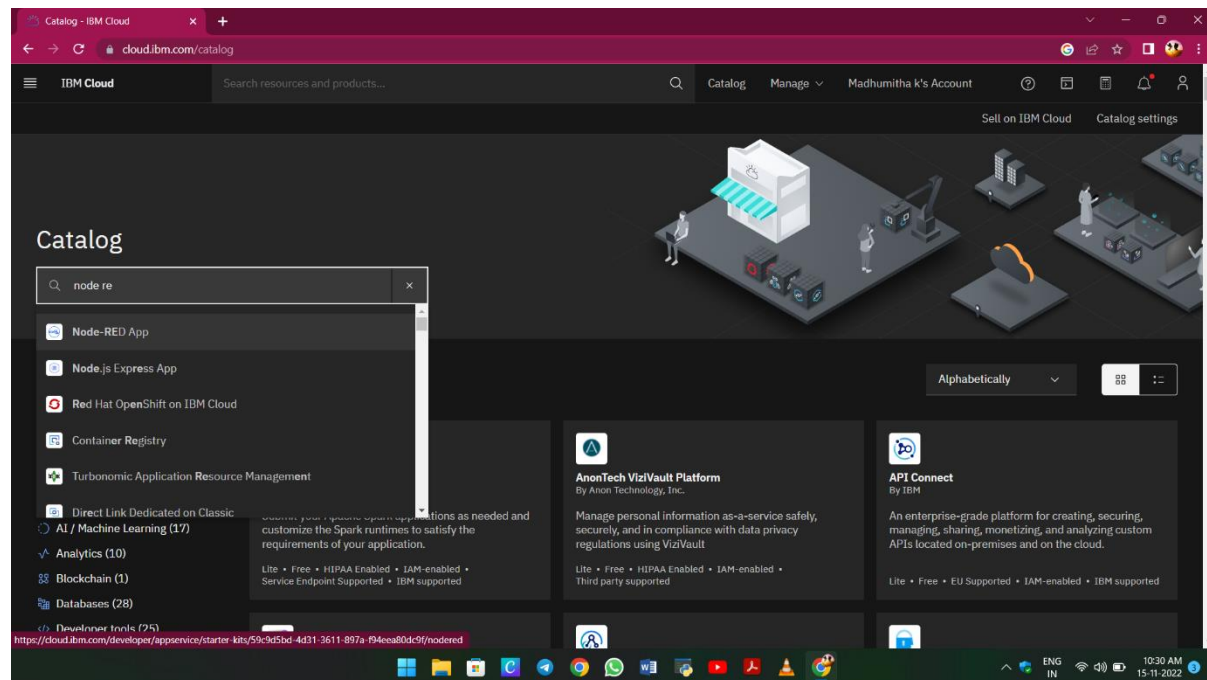 Catalog - IBM Cloud
cloud.ibm.com/catalog
IBM Cloud
Search resources and products...
Catalog
Manage
Madhumitha k's Account
Sell on IBM Cloud
Catalog settings
Catalog
node re
Node-RED App
Node.js Express App
Red Hat OpenShift on IBM Cloud
Container Registry
Turbonomic Application Resource Management
Direct Link Dedicated on Classic
Alphabetically
AI / Machine Learning (17)
Analytics (10)
Blockchain (1)
Databases (28)
Developer tools (25)
customize the Spark runtimes to satisfy the
requirements of your application.
Lite • Free • HIPAA Enabled • IAM-enabled •
Service Endpoint Supported • IBM supported
AnonTech ViziVault Platform
By Anon Technology, Inc.
Manage personal information as-a-service safely,
securely, and in compliance with data privacy
regulations using ViziVault
Lite • Free • HIPAA Enabled • IAM-enabled •
Third party supported
API Connect
By IBM
An enterprise-grade platform for creating, securing,
managing, sharing, monetizing, and analyzing custom
APIs located on-premises and on the cloud.
Lite • Free • EU Supported • IAM-enabled • IBM supported
https://cloud.ibm.com/developer/appservice/starter-kits/59c9d5bd-4d31-3611-897a-f94eea80dc9f/nodered
ENG
IN
10:30 AM
15-11-2022
3